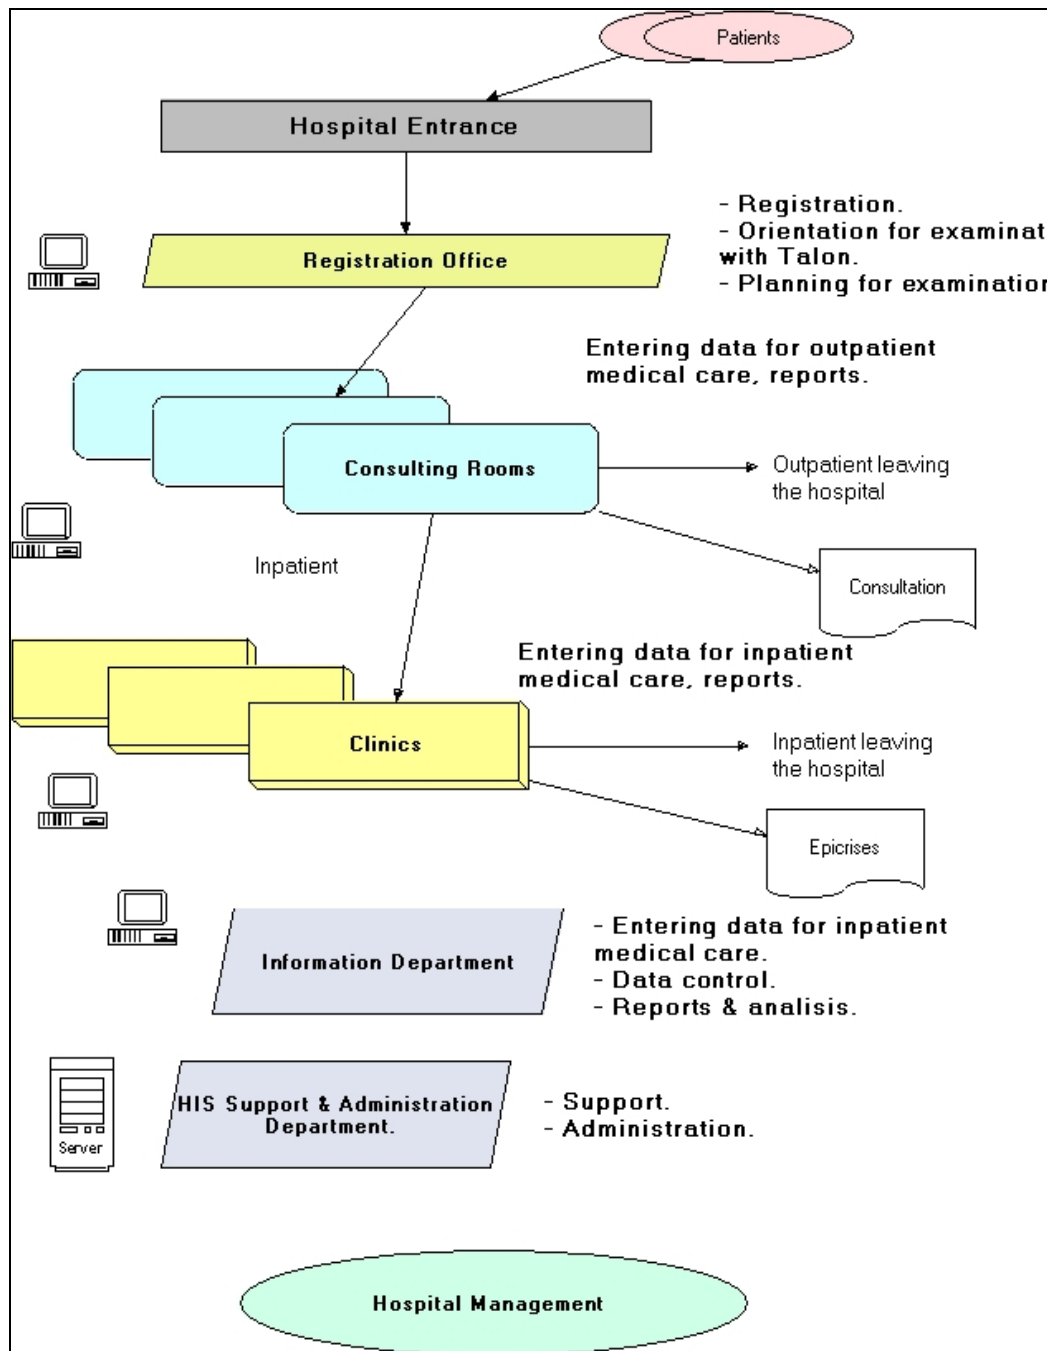 Patients
Hospital Entrance
- Registration.
- Orientation for examinat
with Talon.
- Planning for examination
Registration Office
Entering data for outpatient
medical care, reports.
Consulting Rooms
Outpatient leaving
the hospital
Inpatient
Consultation
Entering data for inpatient
medical care, reports.
Clinics
Inpatient leaving
the hospital
Epicrises
Information Department
- Entering data for inpatient
medical care.
- Data control.
- Reports & analisis.
Server
HIS Support & Administration
Department.
- Support.
- Administration.
Hospital Management